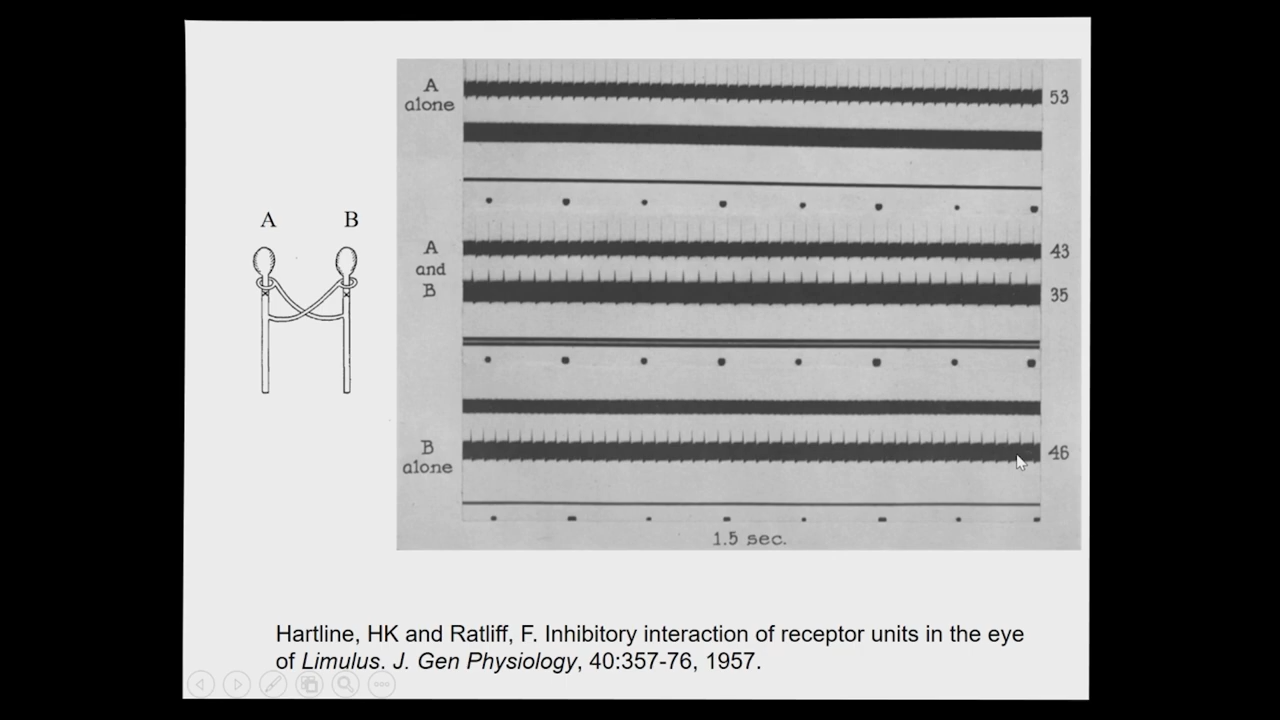 A B
A
alone
53
A
and
B
43
35
B
alone
46
1.5 sec.
Hartline, HK and Ratliff, F. Inhibitory interaction of receptor units in the eye
of Limulus. J. Gen Physiology, 40:357-76, 1957.